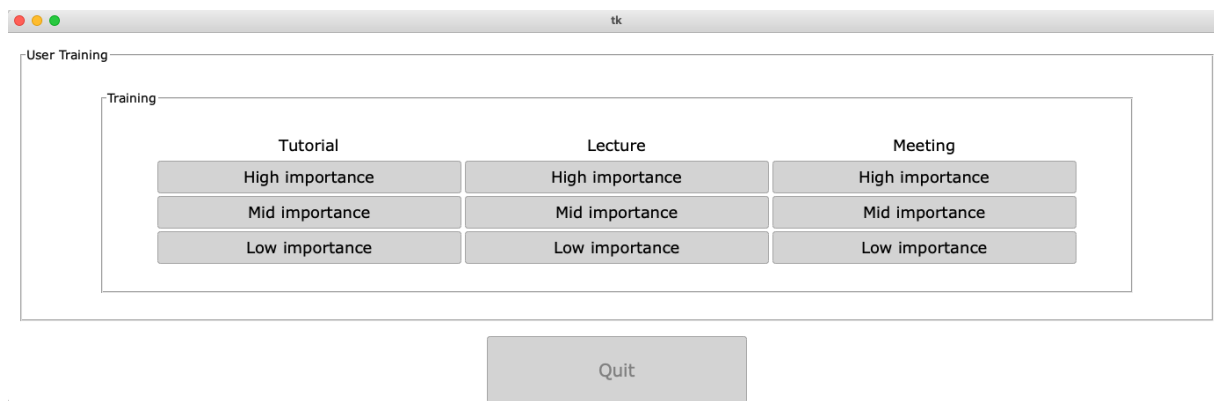 tk
User Training
Training
Tutorial Lecture Meeting
High importance High importance High importance
Mid importance Mid importance Mid importance
Low importance Low importance Low importance
Quit